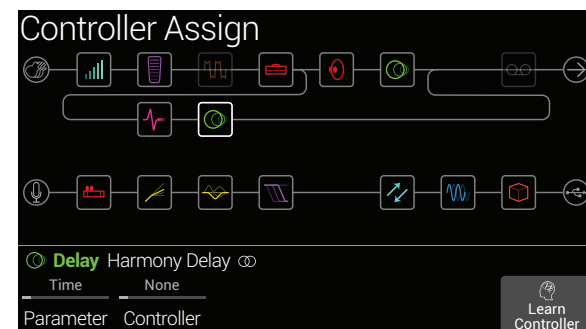 Controller Assign
Delay Harmony Delay
Time None
Parameter Controller
Learn
Controller